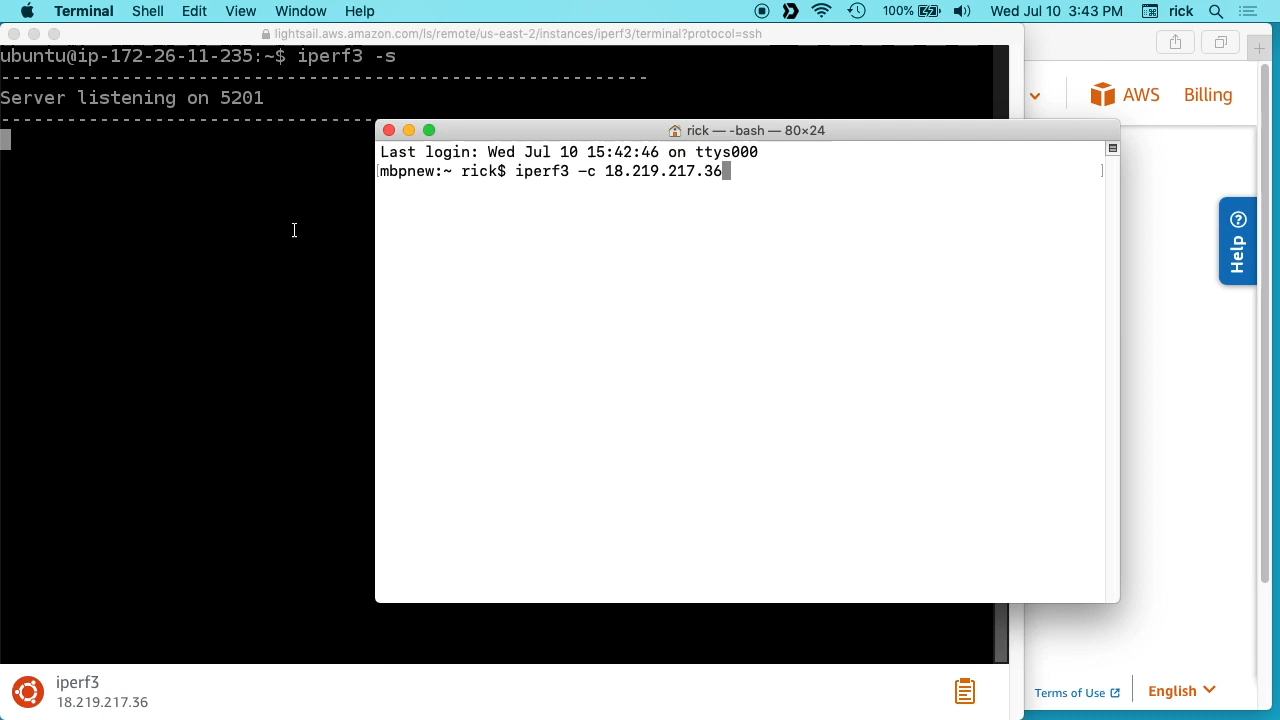 Terminal Shell Edit View Window Help 100% Wed Jul 10 3:43 PM rick
lightsail.aws.amazon.com/ls/remote/us-east-2/instances/iperf3/terminal?protocol=ssh
ubuntu@ip-172-26-11-235:~$ iperf3 -s
-----------------------------------------------------------
Server listening on 5201
-----------------------------------
AWS Billing
rick — -bash — 80×24
Last login: Wed Jul 10 15:42:46 on ttys000
[mbpnew:~ rick$ iperf3 -c 18.219.217.36 ]
Help
iperf3
18.219.217.36
Terms of Use
English